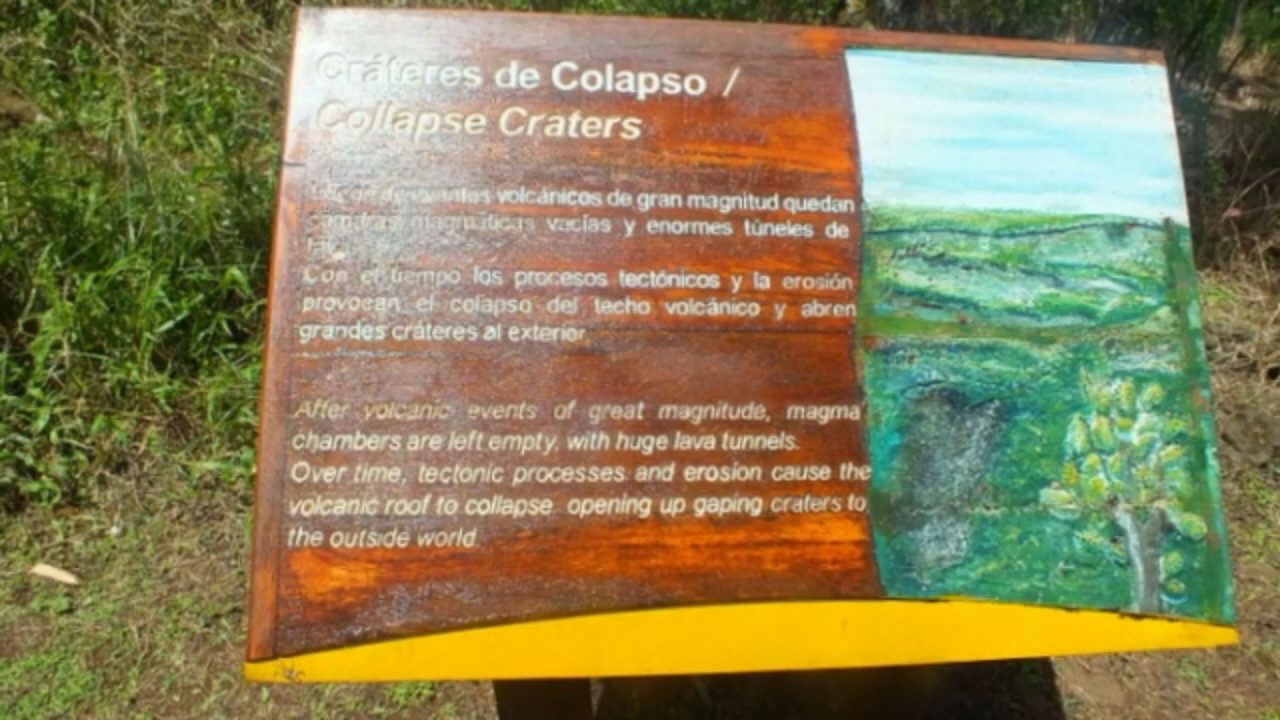 Cráteres de Colapso /
Collapse Craters
volcánicos de gran magnitud quedan
magmáticas vacías y enormes túneles de
Con el tiempo los procesos tectónicos y la erosión
provocan el colapso del techo volcánico y abren
grandes cráteres al exterior.
After volcanic events of great magnitude, magma
chambers are left empty, with huge lava tunnels.
Over time, tectonic processes and erosion cause the
volcanic roof to collapse opening up gaping craters to
the outside world.